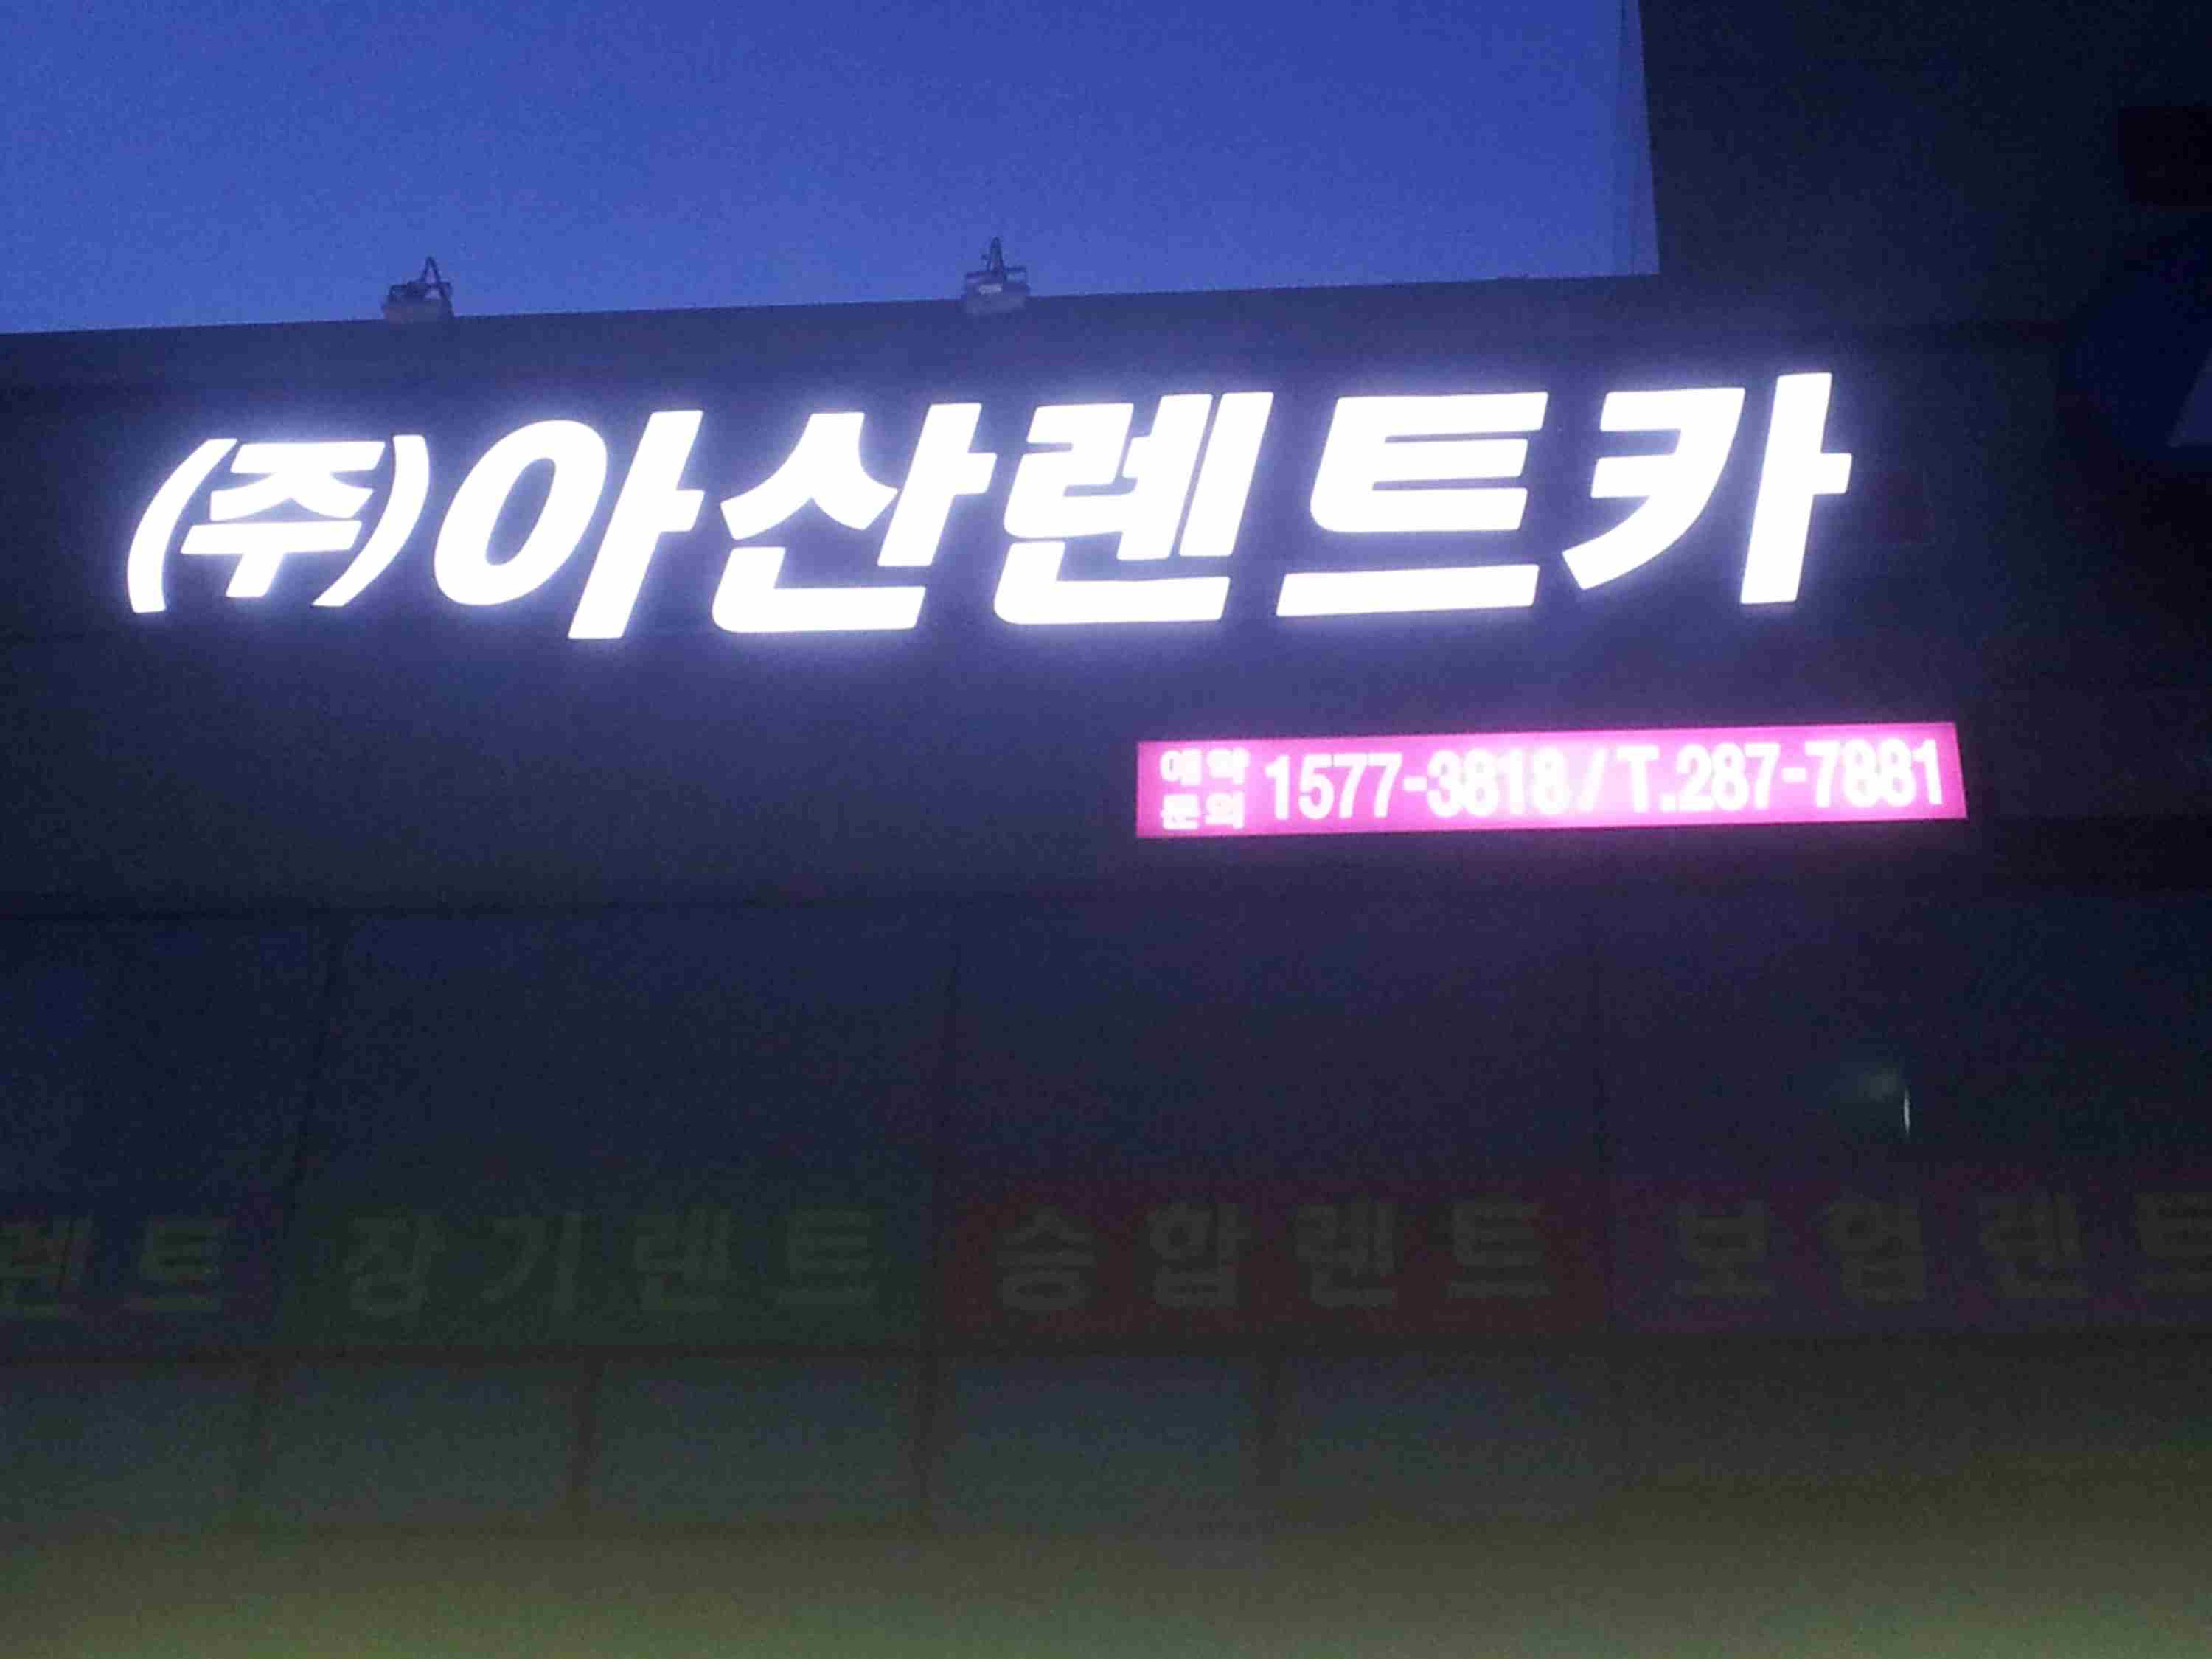 (주)아산렌트카
예약
문의
1577-3818 / T.287-7881
렌트 장기렌트 승합렌트 보험렌트